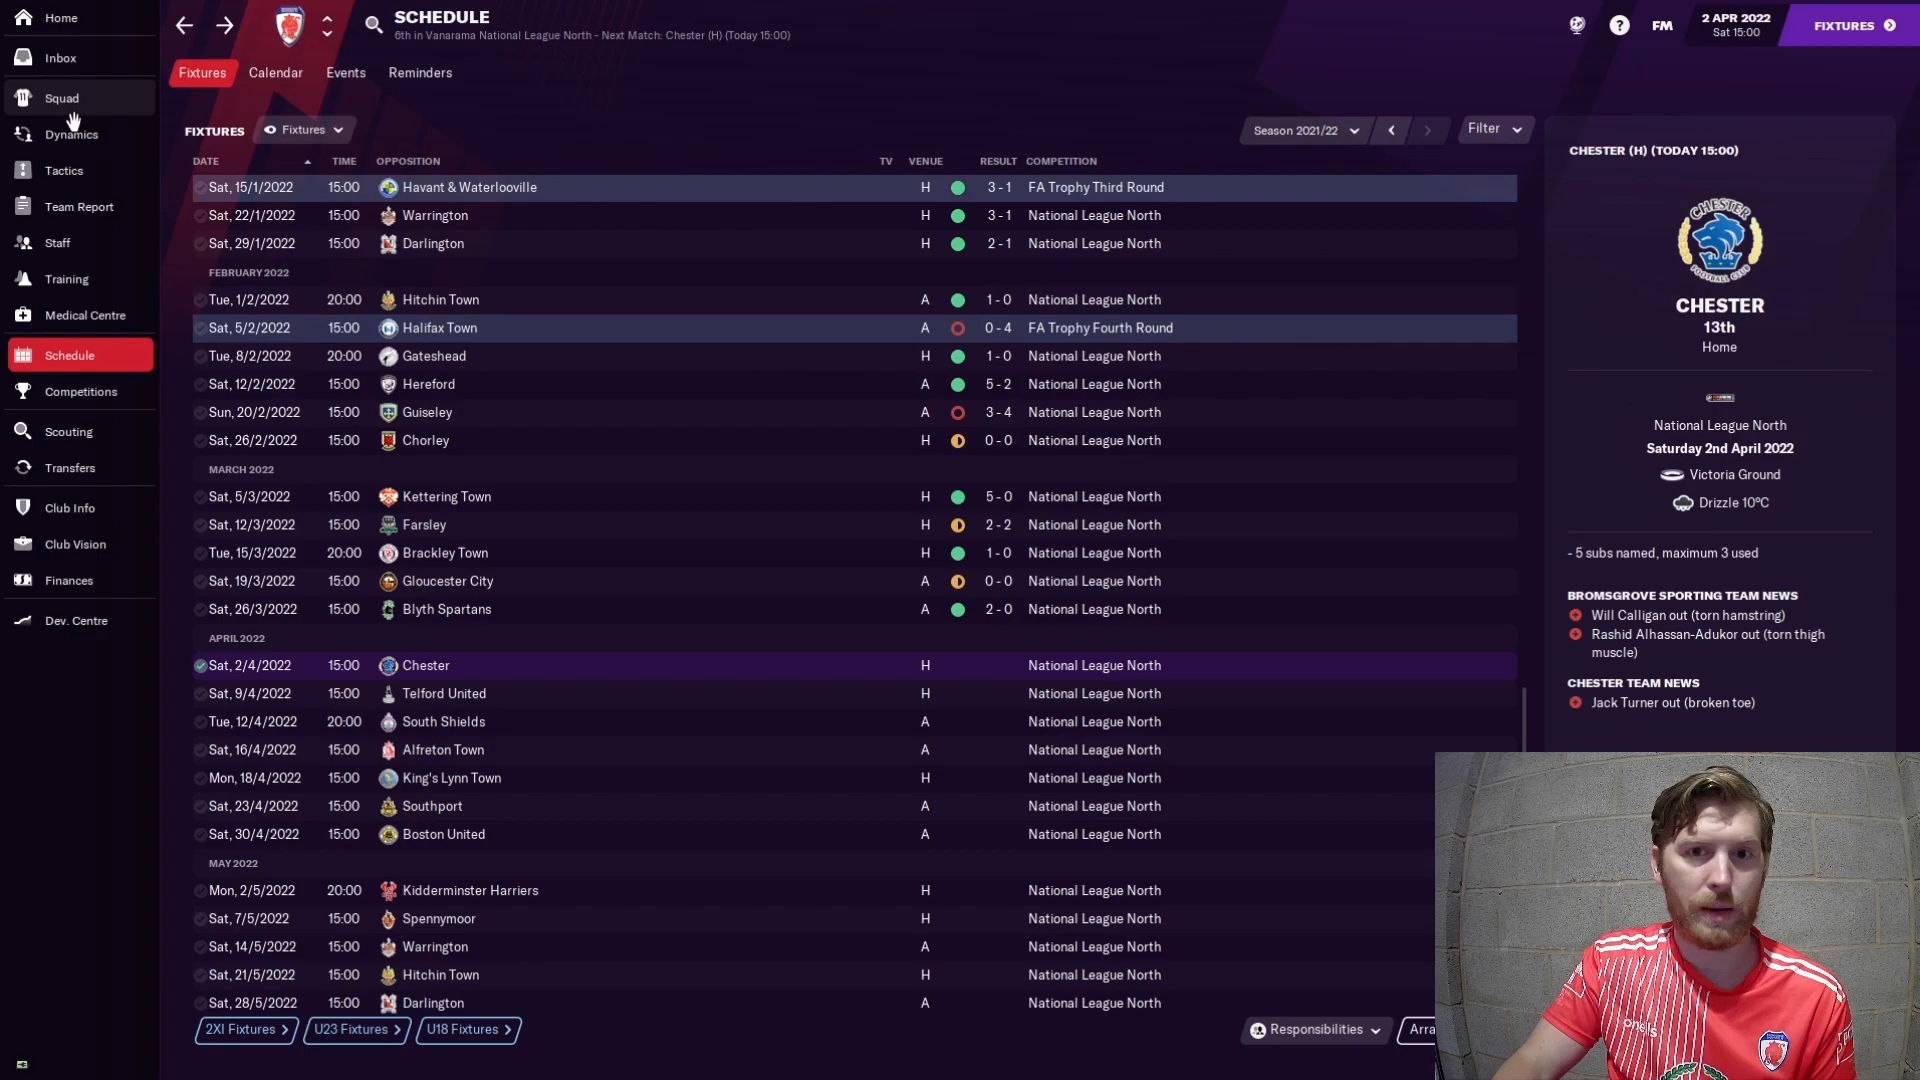 Home
SCHEDULE
6th in Vanarama National League North - Next Match: Chester (H) (Today 15:00)
FM
2 APR 2022
Sat 15:00
FIXTURES
Inbox
Fixtures Calendar Events Reminders
Squad
Dynamics
Tactics
Team Report
Staff
Training
Medical Centre
Schedule
Competitions
Scouting
Transfers
Club Info
Club Vision
Finances
Dev. Centre
FIXTURES Fixtures Season 2021/22 Filter
DATE TIME OPPOSITION TV VENUE RESULT COMPETITION
Sat, 15/1/2022 15:00 Havant & Waterlooville H 3 - 1 FA Trophy Third Round
Sat, 22/1/2022 15:00 Warrington H 3 - 1 National League North
Sat, 29/1/2022 15:00 Darlington H 2 - 1 National League North
FEBRUARY 2022
Tue, 1/2/2022 20:00 Hitchin Town A 1 - 0 National League North
Sat, 5/2/2022 15:00 Halifax Town A 0 - 4 FA Trophy Fourth Round
Tue, 8/2/2022 20:00 Gateshead H 1 - 0 National League North
Sat, 12/2/2022 15:00 Hereford A 5 - 2 National League North
Sun, 20/2/2022 15:00 Guiseley A 3 - 4 National League North
Sat, 26/2/2022 15:00 Chorley H 0 - 0 National League North
MARCH 2022
Sat, 5/3/2022 15:00 Kettering Town H 5 - 0 National League North
Sat, 12/3/2022 15:00 Farsley H 2 - 2 National League North
Tue, 15/3/2022 20:00 Brackley Town H 1 - 0 National League North
Sat, 19/3/2022 15:00 Gloucester City A 0 - 0 National League North
Sat, 26/3/2022 15:00 Blyth Spartans A 2 - 0 National League North
APRIL 2022
Sat, 2/4/2022 15:00 Chester H National League North
Sat, 9/4/2022 15:00 Telford United H National League North
Tue, 12/4/2022 20:00 South Shields A National League North
Sat, 16/4/2022 15:00 Alfreton Town A National League North
Mon, 18/4/2022 15:00 King's Lynn Town H National League North
Sat, 23/4/2022 15:00 Southport A National League North
Sat, 30/4/2022 15:00 Boston United A National League North
MAY 2022
Mon, 2/5/2022 20:00 Kidderminster Harriers H National League North
Sat, 7/5/2022 15:00 Spennymoor H National League North
Sat, 14/5/2022 15:00 Warrington A National League North
Sat, 21/5/2022 15:00 Hitchin Town H National League North
Sat, 28/5/2022 15:00 Darlington A National League North
2XI Fixtures U23 Fixtures U18 Fixtures Responsibilities Arra
CHESTER (H) (TODAY 15:00)
CHESTER
FOOTBALL CLUB
CHESTER
13th
Home
National League North
Saturday 2nd April 2022
Victoria Ground
Drizzle 10°C
- 5 subs named, maximum 3 used
BROMSGROVE SPORTING TEAM NEWS
Will Calligan out (torn hamstring)
Rashid Alhassan-Adukor out (torn thigh
muscle)
CHESTER TEAM NEWS
Jack Turner out (broken toe)